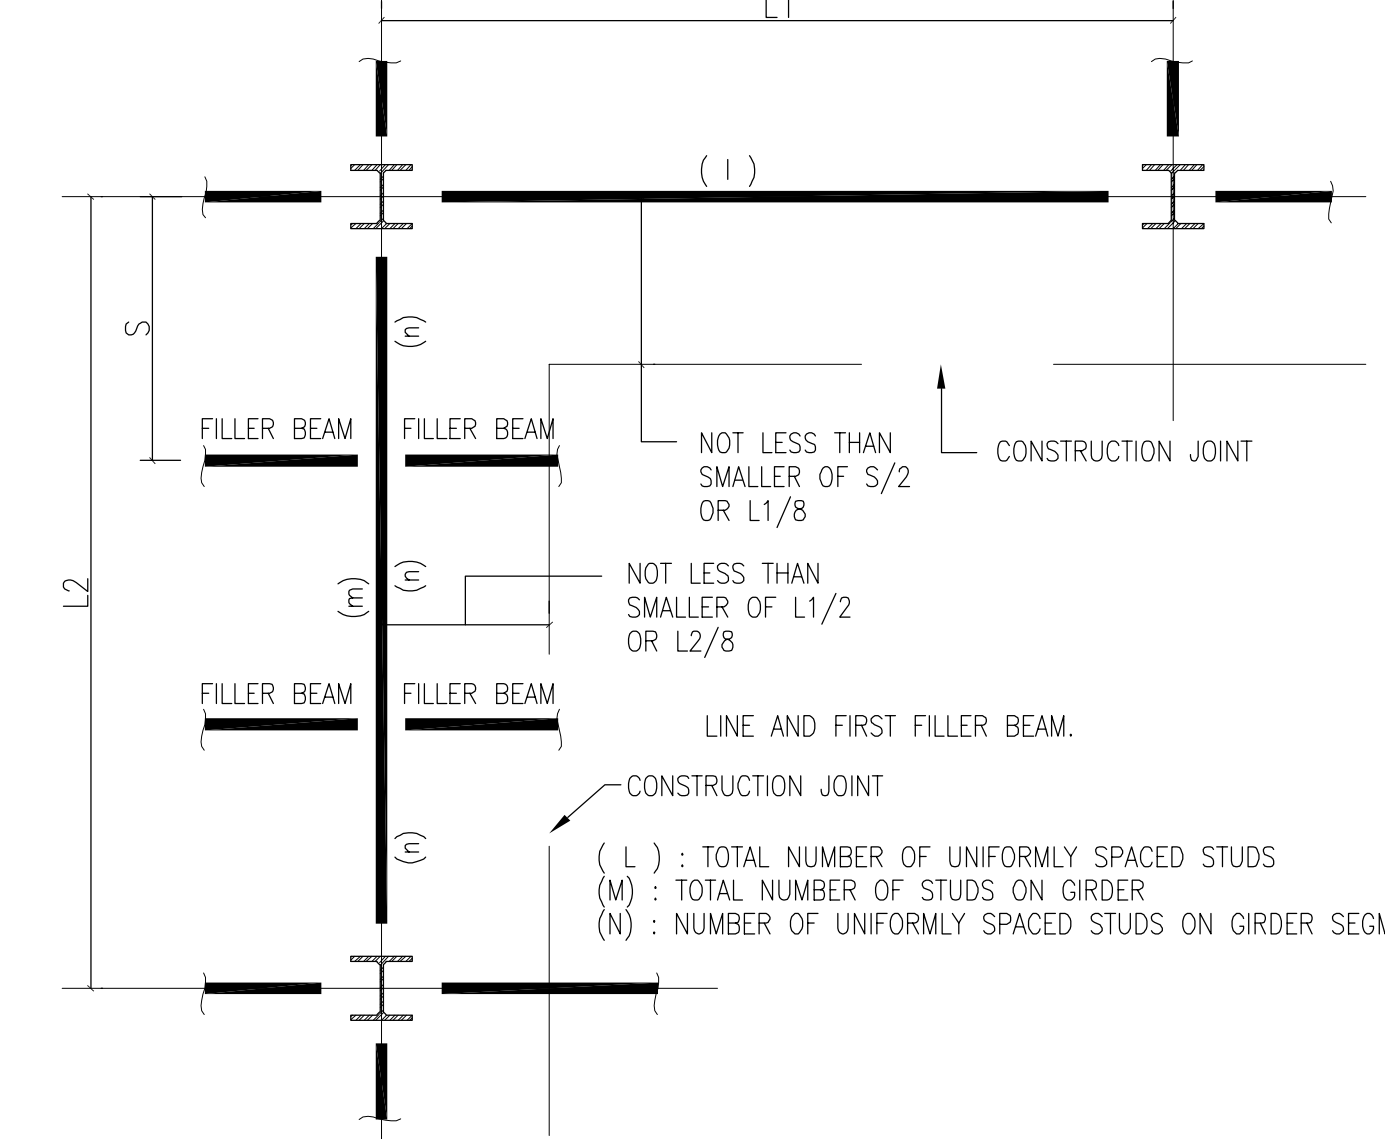 L1
( l )
(n)
S
FILLER BEAM
FILLER BEAM
NOT LESS THAN
SMALLER OF S/2
OR L1/8
CONSTRUCTION JOINT
L2
(m)
(n)
NOT LESS THAN
SMALLER OF L1/2
OR L2/8
FILLER BEAM
FILLER BEAM
LINE AND FIRST FILLER BEAM.
CONSTRUCTION JOINT
(n)
( L ) : TOTAL NUMBER OF UNIFORMLY SPACED STUDS
(M) : TOTAL NUMBER OF STUDS ON GIRDER
(N) : NUMBER OF UNIFORMLY SPACED STUDS ON GIRDER